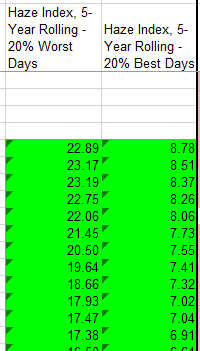 Haze Index, 5-
Year Rolling -
20% Worst
Days
Haze Index, 5-
Year Rolling -
20% Best Days
22.89 8.78
23.17 8.51
23.19 8.37
22.75 8.26
22.06 8.06
21.45 7.73
20.50 7.55
19.64 7.41
18.66 7.32
17.93 7.02
17.47 7.04
17.38 6.91